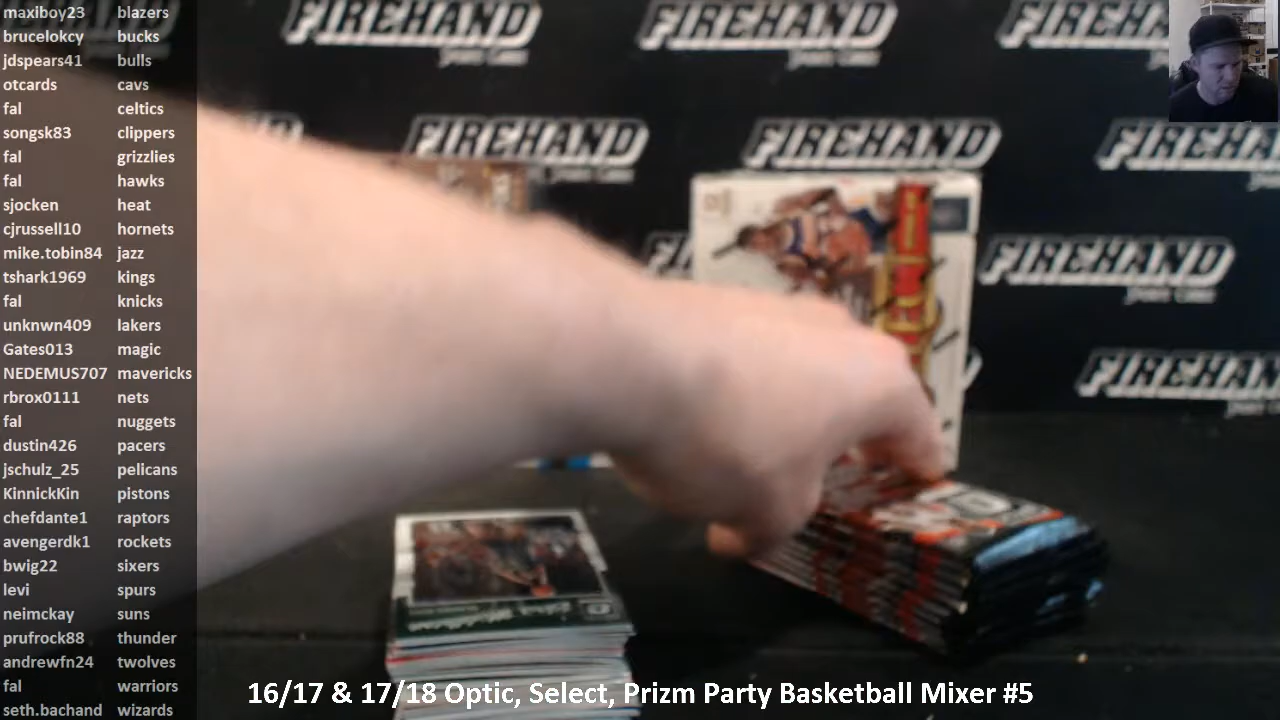 maxiboy23 blazers
brucelokcy bucks
jdspears41 bulls
otcards cavs
fal celtics
songsk83 clippers
fal grizzlies
fal hawks
sjocken heat
cjrussell10 hornets
mike.tobin84 jazz
tshark1969 kings
fal knicks
unknwn409 lakers
Gates013 magic
NEDEMUS707 mavericks
rbrox0111 nets
fal nuggets
dustin426 pacers
jschulz_25 pelicans
KinnickKin pistons
chefdante1 raptors
avengerdk1 rockets
bwig22 sixers
levi spurs
neimckay suns
prufrock88 thunder
andrewfn24 twolves
fal warriors
seth.bachand wizards
FIREHAND FIREHAND FIREHAND
FIREHAND FIREHAND FIREHAND
FIREHAND
FIREHAND
16/17 & 17/18 Optic, Select, Prizm Party Basketball Mixer #5